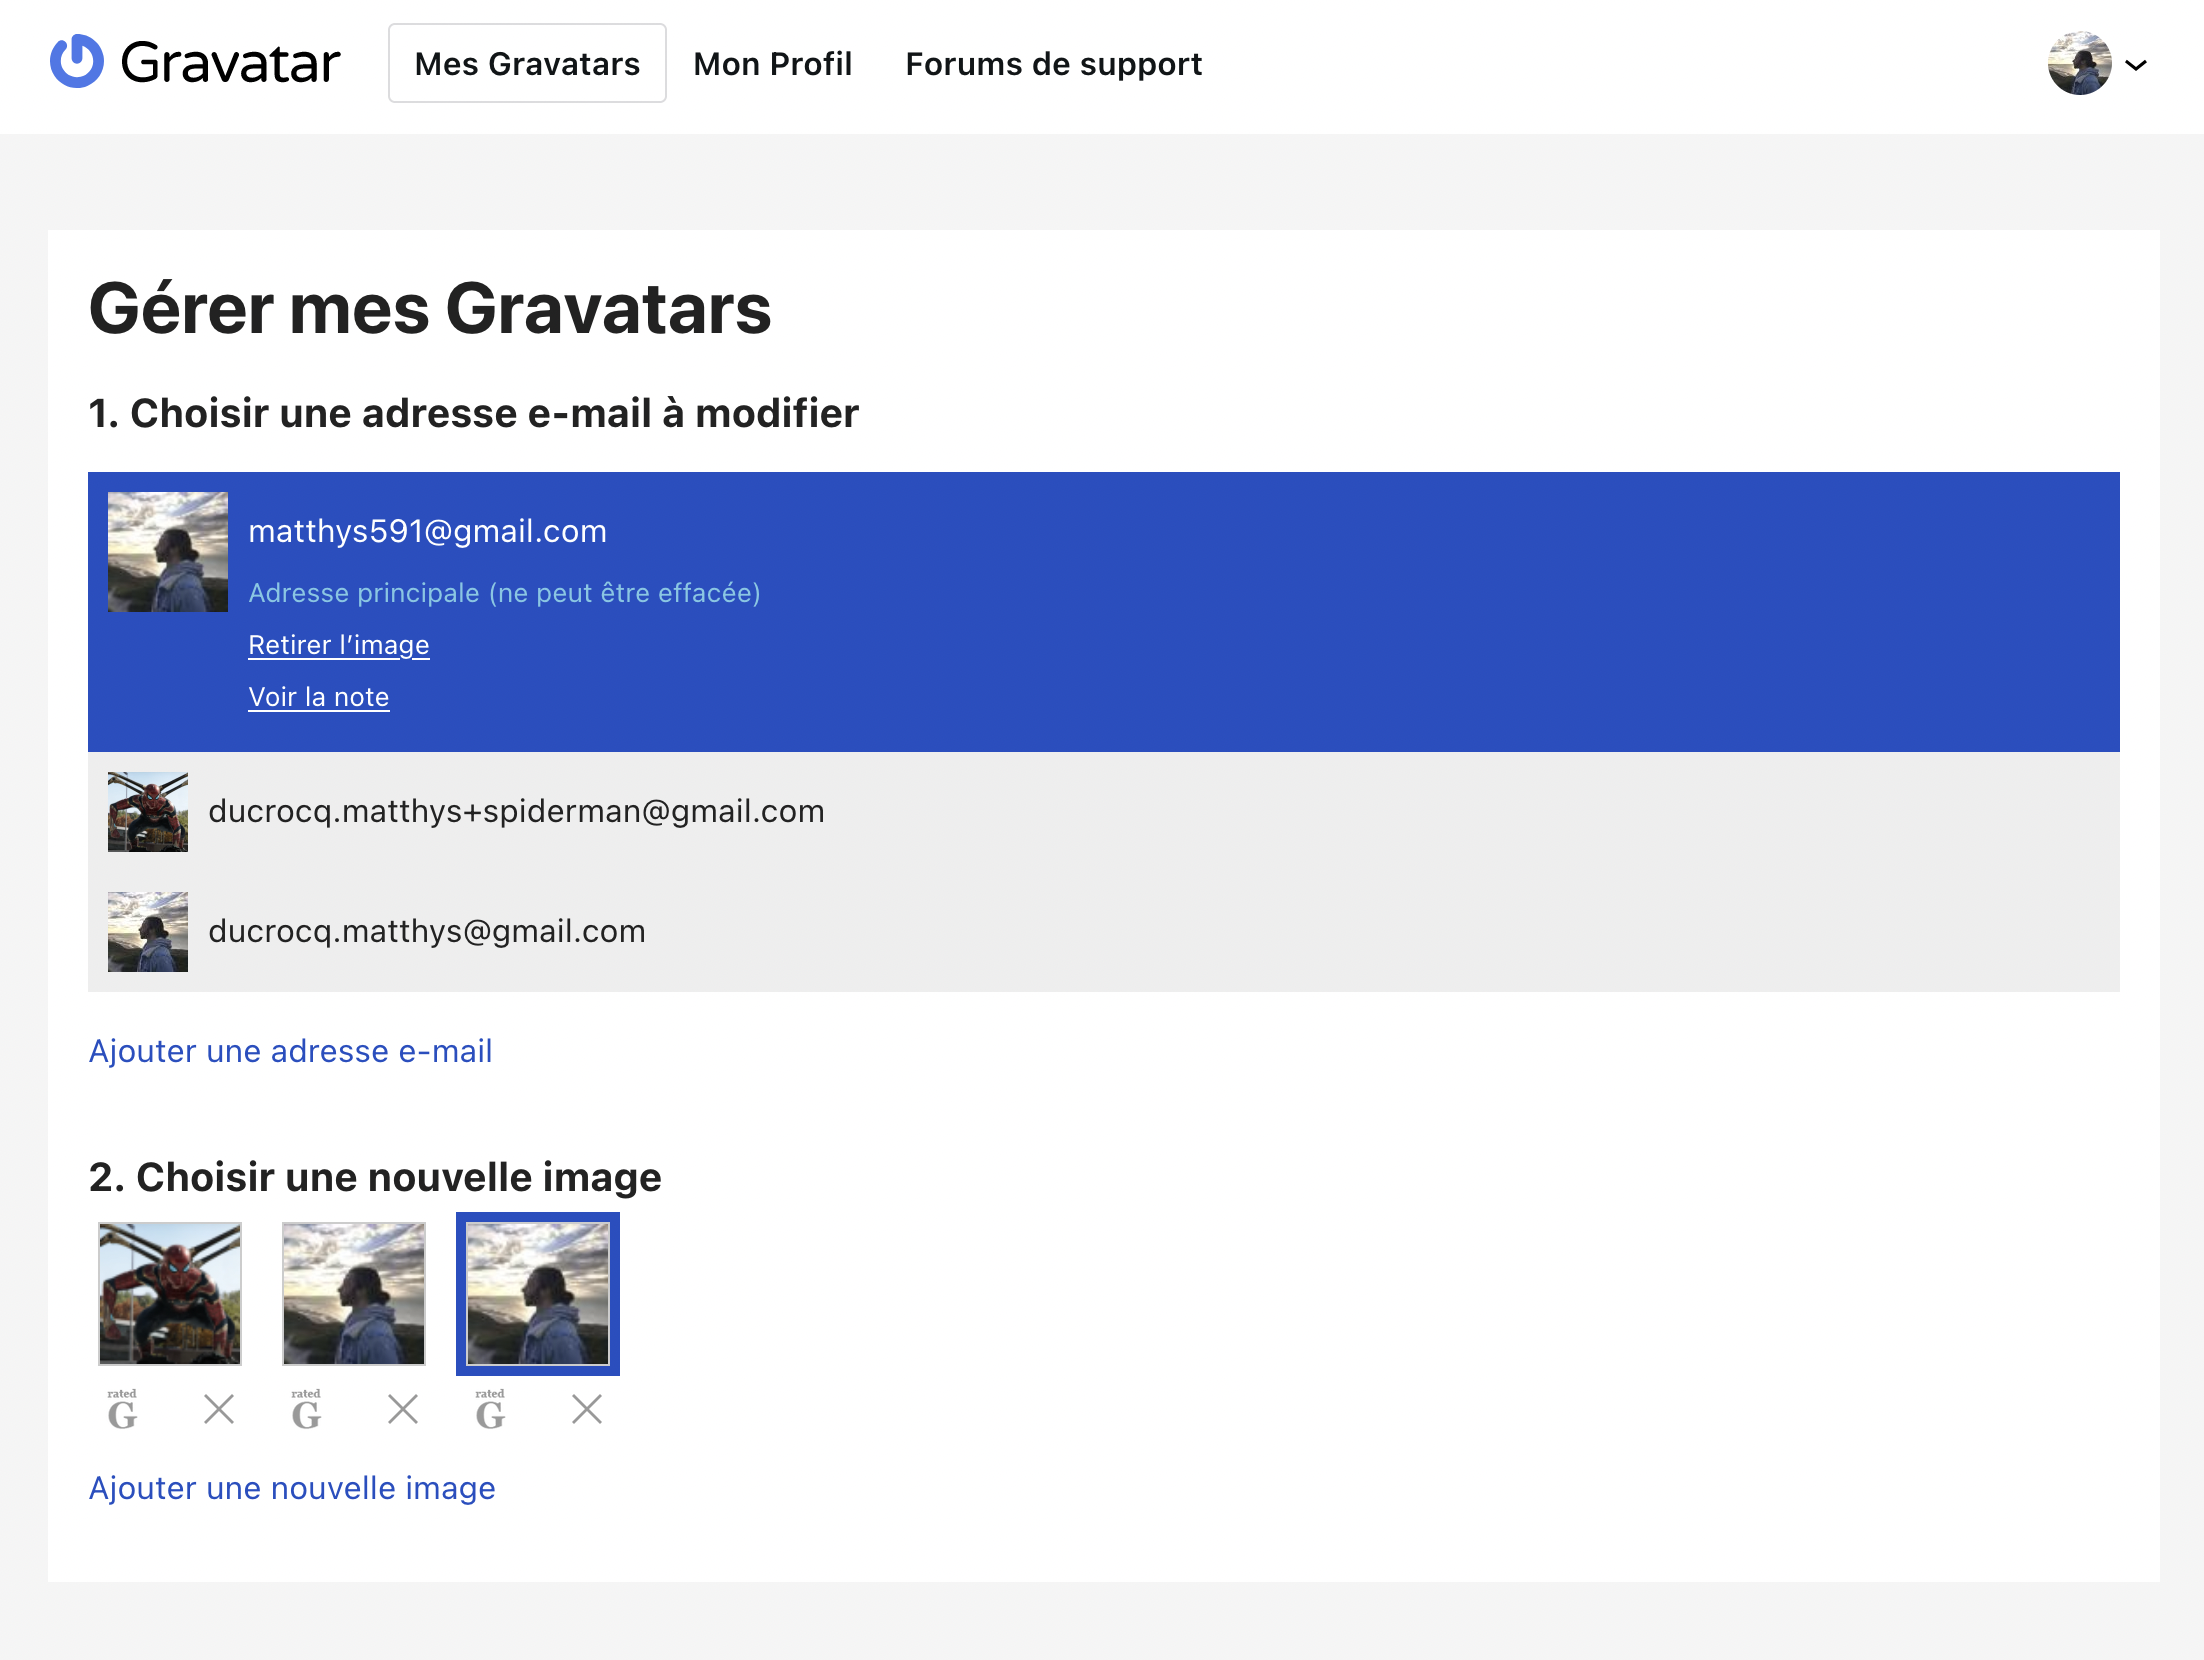 Gravatar
Mes Gravatars
Mon Profil
Forums de support
Gérer mes Gravatars
1. Choisir une adresse e-mail à modifier
matthys591@gmail.com
Adresse principale (ne peut être effacée)
Retirer l’image
Voir la note
ducrocq.matthys+spiderman@gmail.com
ducrocq.matthys@gmail.com
Ajouter une adresse e-mail
2. Choisir une nouvelle image
rated G
rated G
rated G
Ajouter une nouvelle image